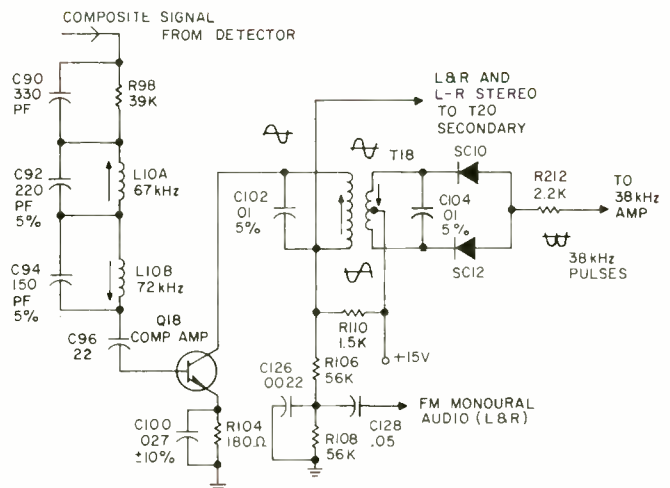 COMPOSITE SIGNAL
FROM DETECTOR
C90
330
PF
R98
39K
C92
220
PF
5%
L10A
67kHz
C94
150
PF
5%
L10B
72kHz
C96
22
Q18
COMP AMP
C100
027
±10%
R104
180Ω
C102
01
5%
L&R AND
L-R STEREO
TO T20
SECONDARY
T18
C104
01
5%
SC10
SC12
R212
2.2K
TO
38kHz
AMP
38kHz
PULSES
R110
1.5K
+15V
R106
56K
C126
0022
C128
.05
R108
56K
FM MONOURAL
AUDIO (L&R)